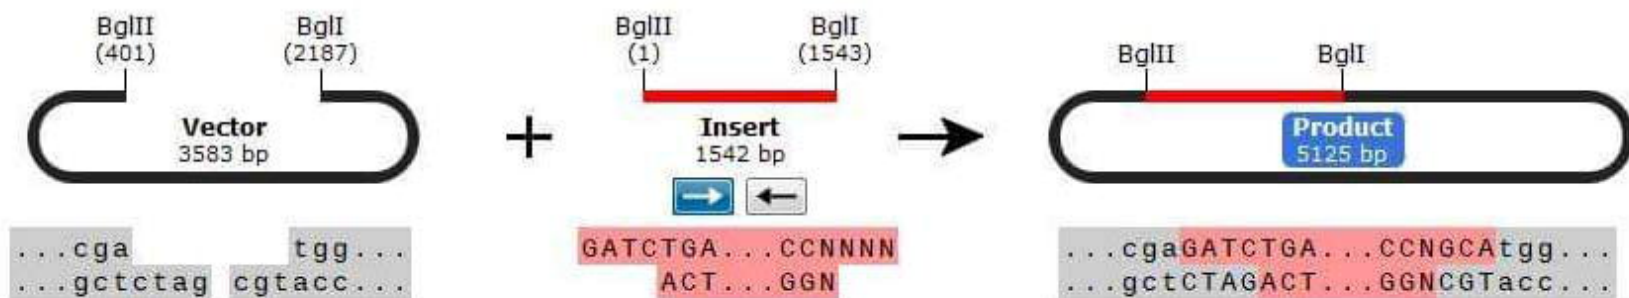 BglII
(401)
BglI
(2187)
Vector
3583 bp
...cga tgg...
...gctctag cgtacc...
+
BglII
(1)
BglI
(1543)
Insert
1542 bp
GATCTGA...CCNNNN
ACT...GGN
BglII
BglI
Product
5125 bp
...cgaGATCTGA...CCNGCAtgg...
...gctCTAGACT...GGNCGTacc...